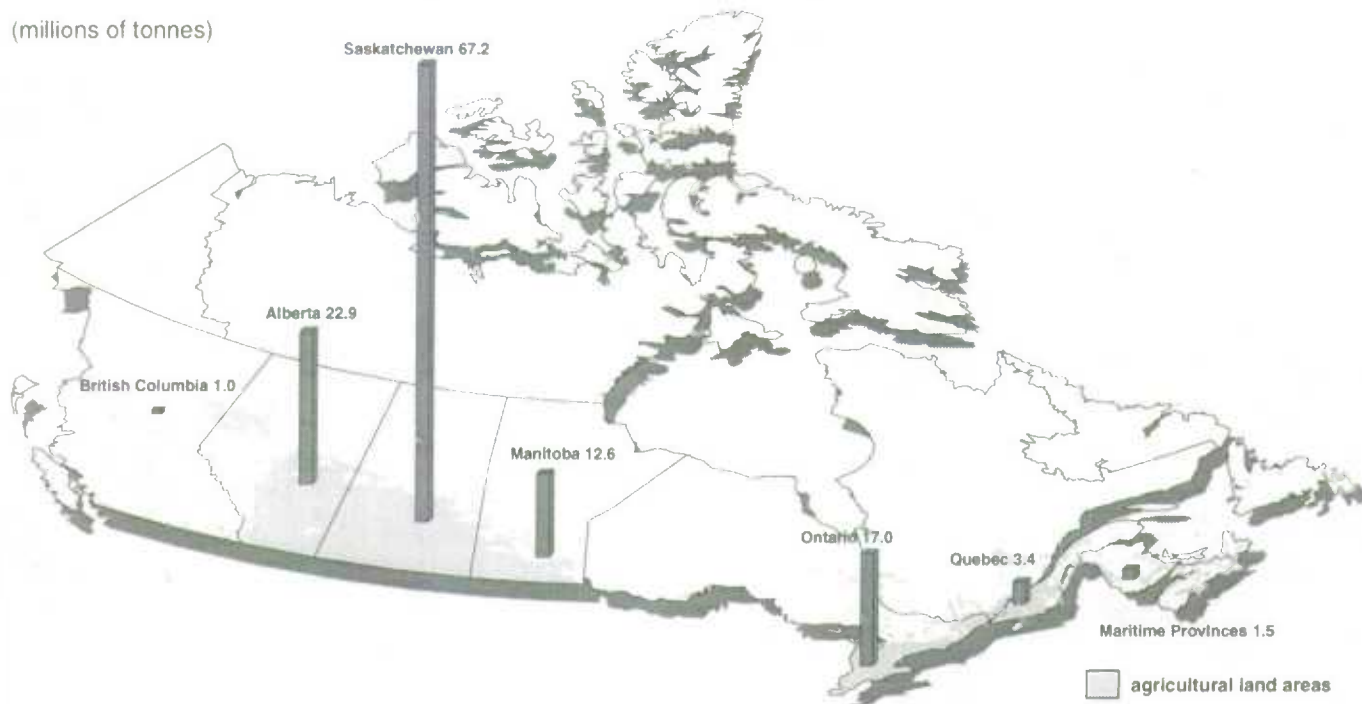 (millions of tonnes)
Saskatchewan 67.2
Alberta 22.9
British Columbia 1.0
Manitoba 12.6
Ontario 17.0
Quebec 3.4
Maritime Provinces 1.5
agricultural land areas